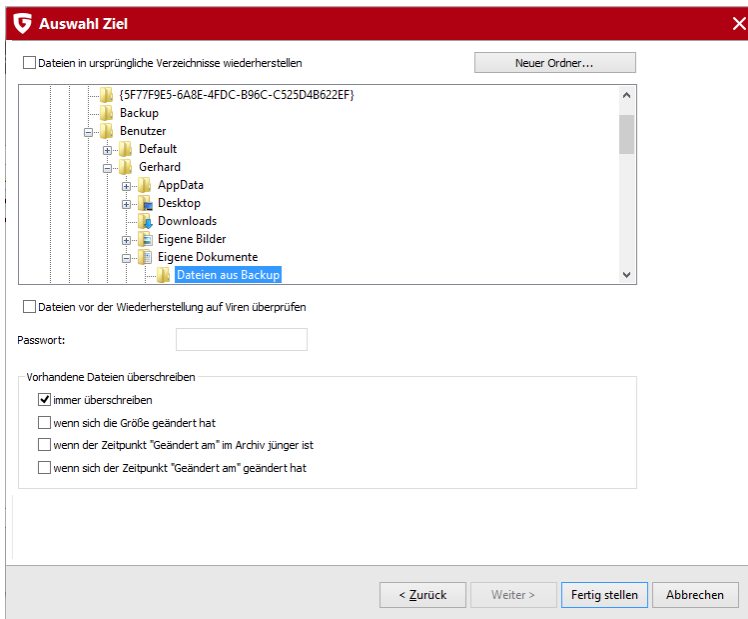 Auswahl Ziel
Dateien in ursprüngliche Verzeichnisse wiederherstellen
Neuer Ordner...
{5F77F9E5-6A8E-4FDC-B96C-C525D4B622EF}
Backup
Benutzer
Default
Gerhard
AppData
Desktop
Downloads
Eigene Bilder
Eigene Dokumente
Dateien aus Backup
Dateien vor der Wiederherstellung auf Viren überprüfen
Passwort:
Vorhandene Dateien überschreiben
immer überschreiben
wenn sich die Größe geändert hat
wenn der Zeitpunkt "Geändert am" im Archiv jünger ist
wenn sich der Zeitpunkt "Geändert am" geändert hat
< Zurück
Weiter >
Fertig stellen
Abbrechen